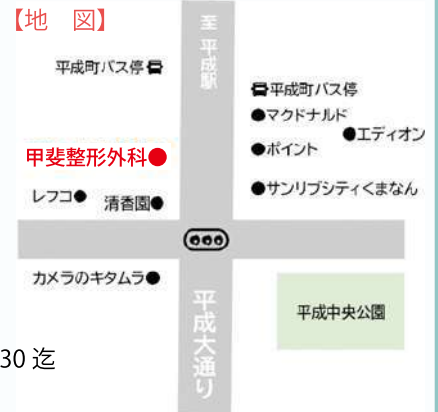 【地　図】
至 平成駅
平成町バス停
平成町バス停
●マクドナルド
●エディオン
●ポイント
甲斐整形外科●
●サンリブシティくまなん
レフコ●
清香園●
カメラのキタムラ●
平成大通り
平成中央公園
30 迄